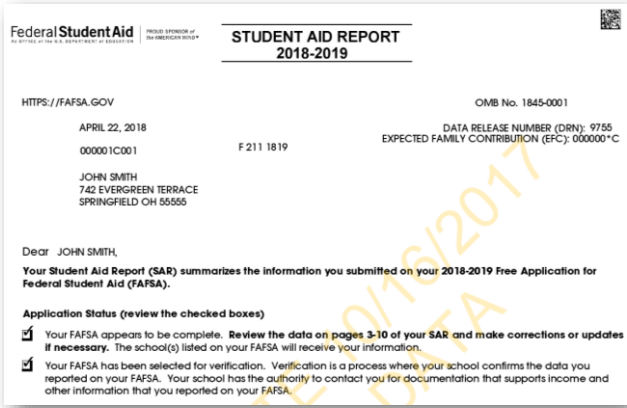 Federal Student Aid
An OFFICE of the U.S. DEPARTMENT of EDUCATION
PROUD SPONSOR of
the AMERICAN MIND®
STUDENT AID REPORT
2018-2019
HTTPS://FAFSA.GOV
OMB No. 1845-0001
APRIL 22, 2018
DATA RELEASE NUMBER (DRN): 9755
000001C001
F 211 1819
EXPECTED FAMILY CONTRIBUTION (EFC): 000000*C
JOHN SMITH
742 EVERGREEN TERRACE
SPRINGFIELD OH 55555
Dear JOHN SMITH,
Your Student Aid Report (SAR) summarizes the information you submitted on your 2018-2019 Free Application for
Federal Student Aid (FAFSA).
Application Status (review the checked boxes)
Your FAFSA appears to be complete. Review the data on pages 3-10 of your SAR and make corrections or updates
if necessary. The school(s) listed on your FAFSA will receive your information.
Your FAFSA has been selected for verification. Verification is a process where your school confirms the data you
reported on your FAFSA. Your school has the authority to contact you for documentation that supports income and
other information that you reported on your FAFSA.
10/16/2017
DATA